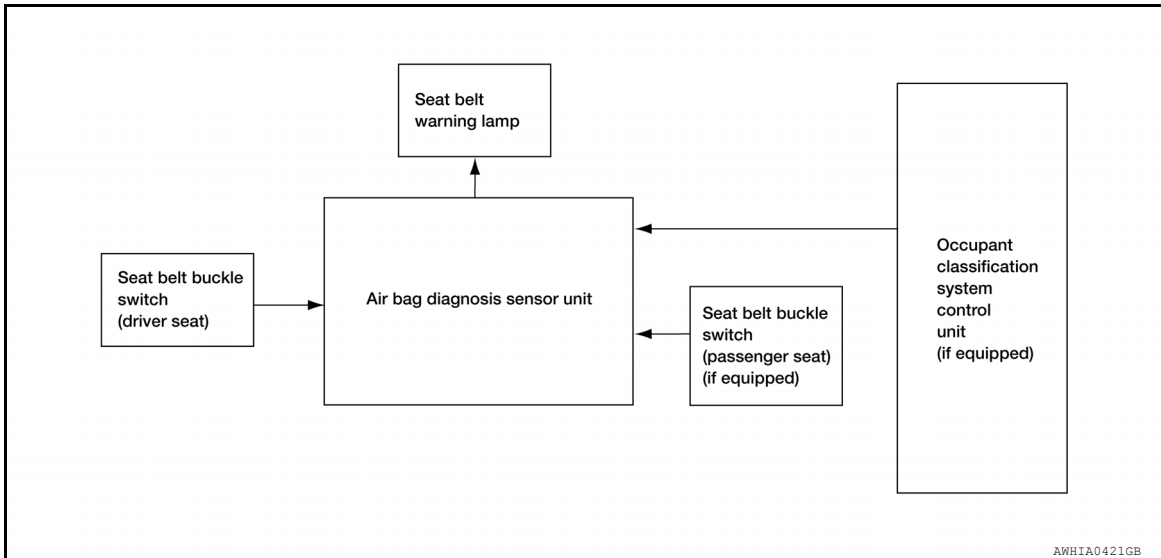 Seat belt
warning lamp
Seat belt buckle
switch
(driver seat)
Air bag diagnosis sensor unit
Seat belt buckle
switch
(passenger seat)
(if equipped)
Occupant
classification
system
control
unit
(if equipped)
AWHIA0421GB